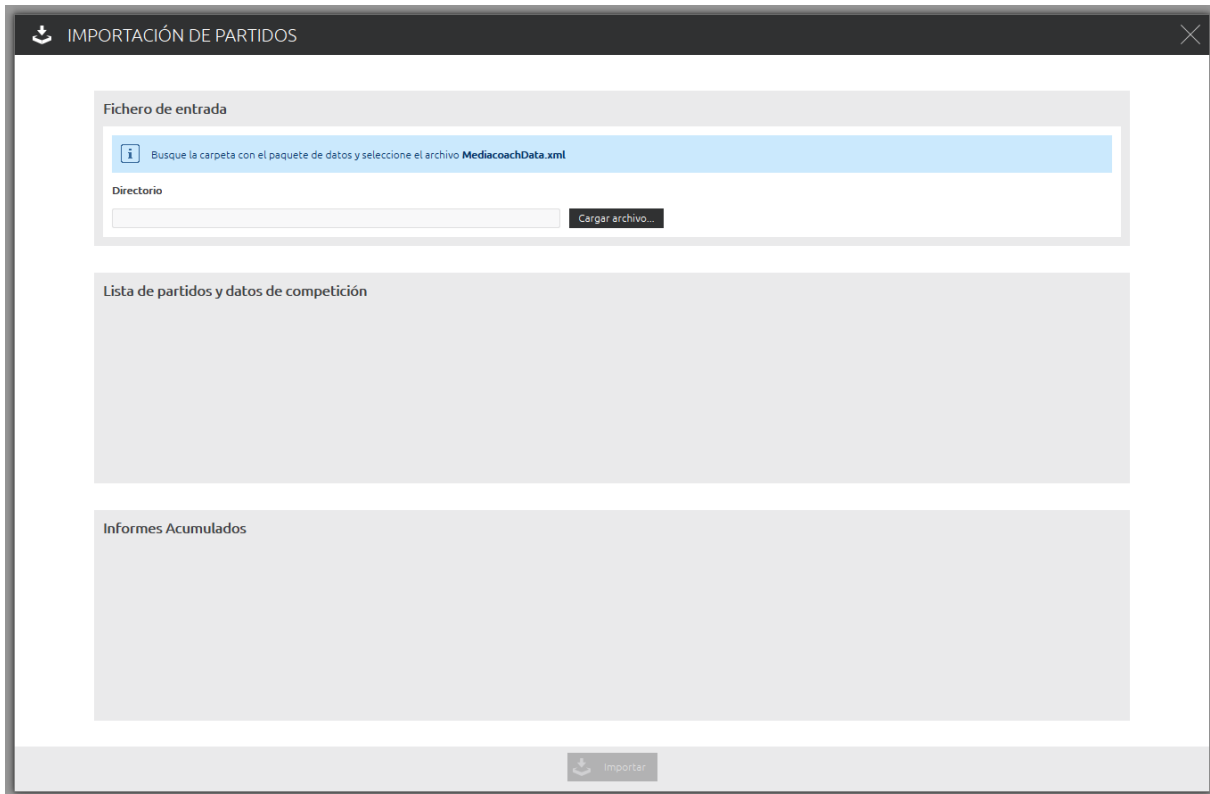 IMPORTACIÓN DE PARTIDOS
Fichero de entrada
i Busque la carpeta con el paquete de datos y seleccione el archivo MediacoachData.xml
Directorio
Cargar archivo...
Lista de partidos y datos de competición
Informes Acumulados
Importar